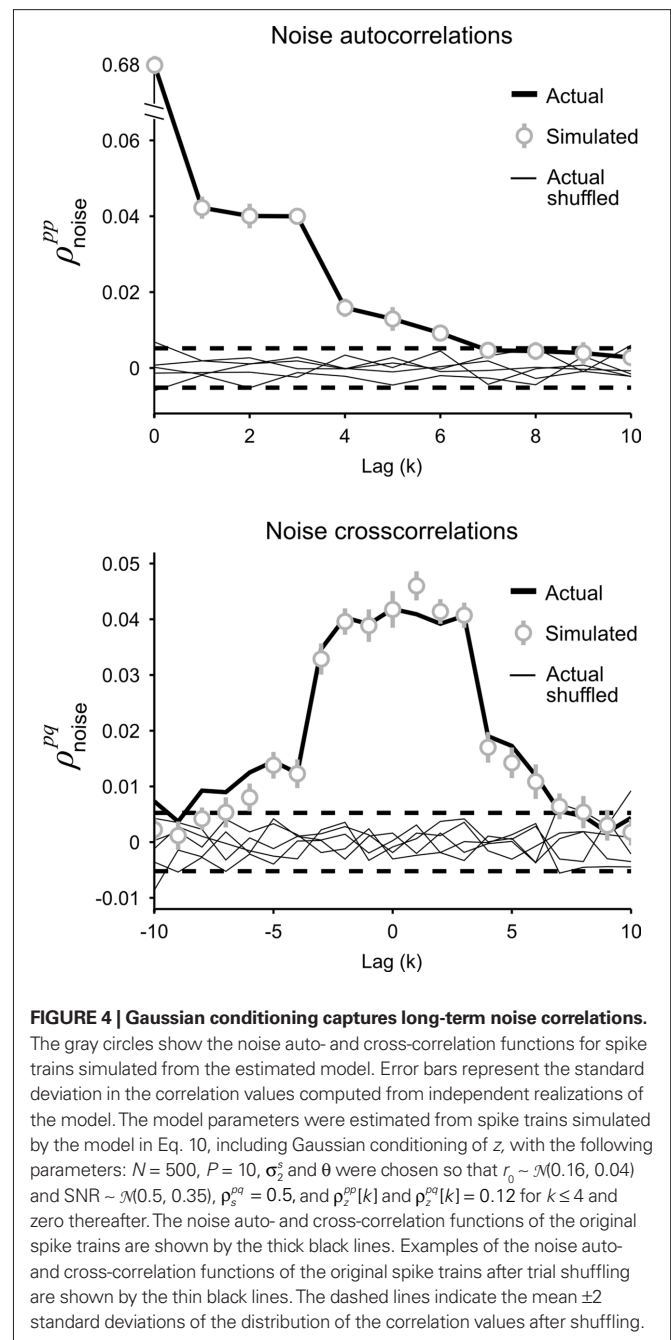 Noise autocorrelations
0.68
0.06
0.04
0.02
0
ρ^pp_noise
Actual
Simulated
Actual
shuffled
0 2 4 6 8 10
Lag (k)
Noise crosscorrelations
0.05
0.04
0.03
0.02
0.01
0
-0.01
ρ^pq_noise
Actual
Simulated
Actual
shuffled
-10 -5 0 5 10
Lag (k)
FIGURE 4 | Gaussian conditioning captures long-term noise correlations.
The gray circles show the noise auto- and cross-correlation functions for spike
trains simulated from the estimated model. Error bars represent the standard
deviation in the correlation values computed from independent realizations of
the model. The model parameters were estimated from spike trains simulated
by the model in Eq. 10, including Gaussian conditioning of z, with the following
parameters: N = 500, P = 10, σ^s_2 and θ were chosen so that r_0 ~ 𝒩(0.16, 0.04)
and SNR ~ 𝒩(0.5, 0.35), ρ_s^pq = 0.5, and ρ_z^pp[k] and ρ_z^pq[k] = 0.12 for k ≤ 4 and
zero thereafter. The noise auto- and cross-correlation functions of the original
spike trains are shown by the thick black lines. Examples of the noise auto-
and cross-correlation functions of the original spike trains after trial shuffling
are shown by the thin black lines. The dashed lines indicate the mean ±2
standard deviations of the distribution of the correlation values after shuffling.